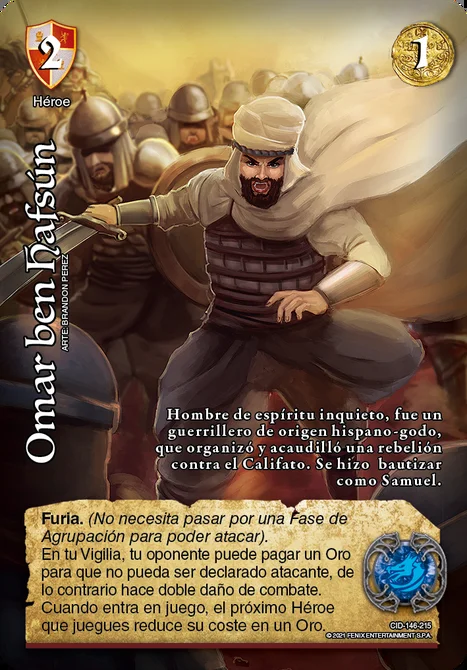 2
1
Héroe
Omar ben Hafsún
ARTE: BRANDON PEREZ
Hombre de espíritu inquieto, fue un
guerrillero de origen hispano-godo,
que organizó y acaudilló una rebelión
contra el Califato. Se hizo bautizar
como Samuel.
Furia. (No necesita pasar por una Fase de
Agrupación para poder atacar).
En tu Vigilia, tu oponente puede pagar un Oro
para que no pueda ser declarado atacante, de
lo contrario hace doble daño de combate.
Cuando entra en juego, el próximo Héroe
que juegues reduce su coste en un Oro.
CID-146-215
©2021 FENIX ENTERTAINMENT S.P.A.